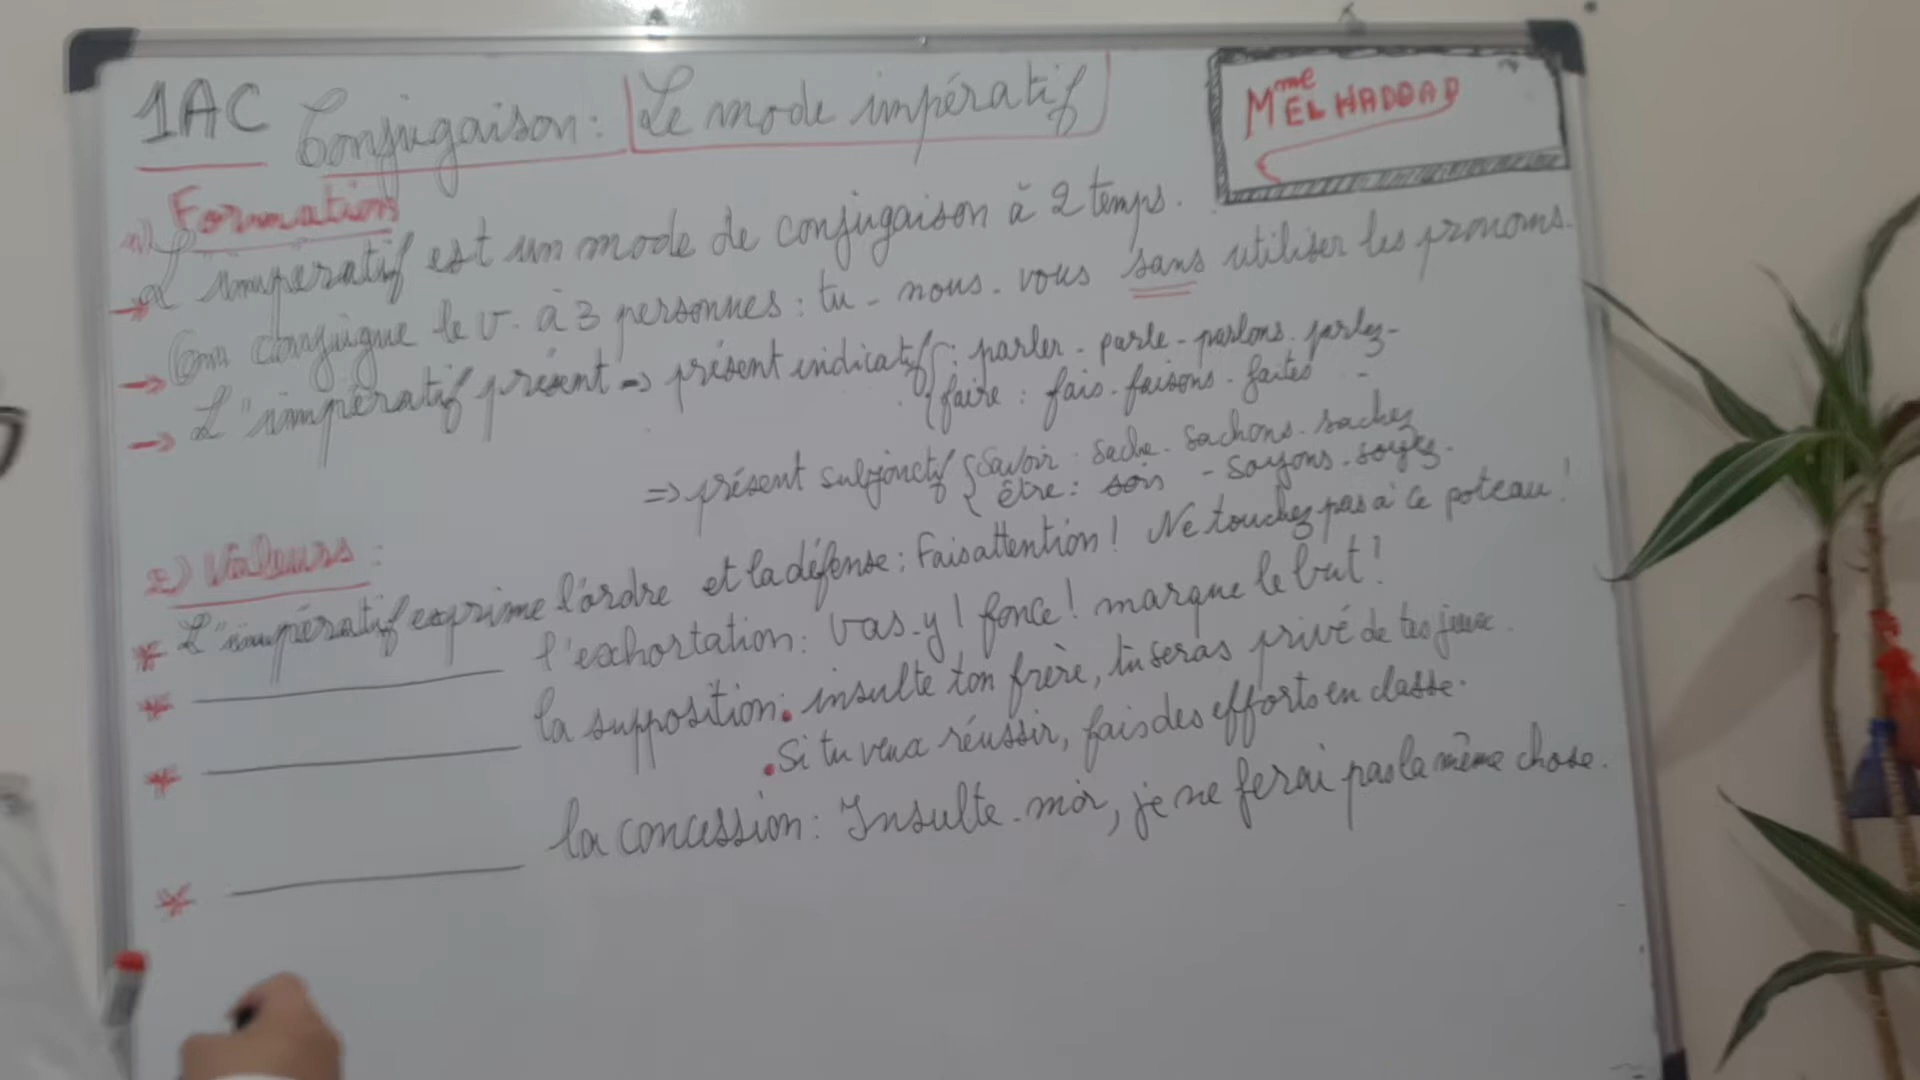 1AC Conjugaison: Le mode impératif
Mme EL HADDAD
1) Formation
→ L'imperatif est un mode de conjugaison à 2 temps.
→ On conjugue le v. à 3 personnes: tu - nous - vous sans utiliser les pronoms.
→ L'impératif présent => présent indicatif { : parler - parle - parlons - parlez -
{ faire : fais - faisons - faites -
=> présent subjonctif { Savoir : sache - sachons - sachez
{ être : sois - soyons - soyez.
2) Valeurs :
* L'impératif exprime l'ordre et la défense : Fais attention ! Ne touchez pas à ce poteau !
* ______ l'exhortation : Vas-y ! fonce ! marque le but !
* ______ la supposition : insulte ton frère, tu seras privé de tes jeux.
. Si tu veux réussir, fais des efforts en classe.
* ______ la concession : Insulte-moi, je ne ferai pas la même chose.